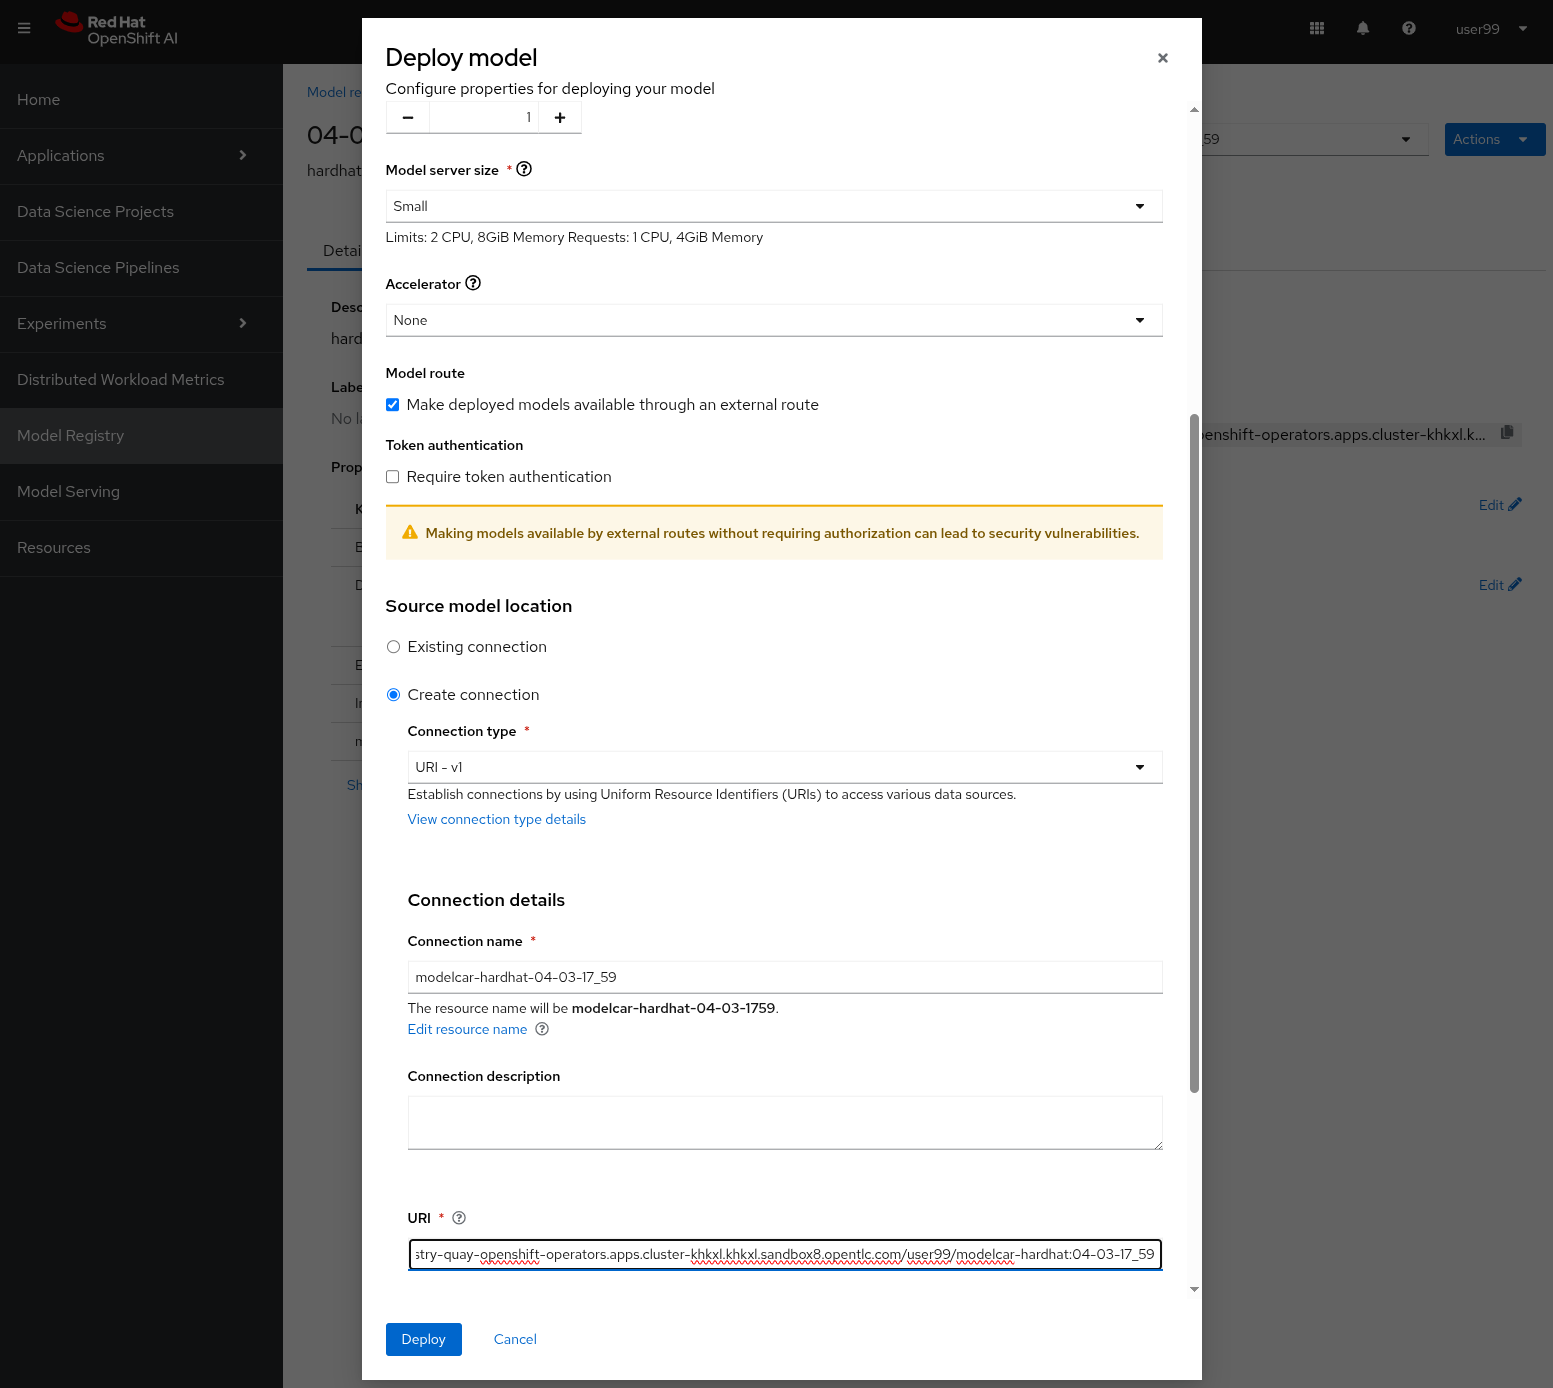 Red Hat
OpenShift AI
user99
Home
Applications
Data Science Projects
Data Science Pipelines
Experiments
Distributed Workload Metrics
Model Registry
Model Serving
Resources
Model re
04-0
hardhat
_59
Actions
Detai
Desc
hard
Labe
No la
Prop
enshift-operators.apps.cluster-khkxl.k...
Edit
Edit
Sh
Deploy model
Configure properties for deploying your model
1
Model server size *
Small
Limits: 2 CPU, 8GiB Memory Requests: 1 CPU, 4GiB Memory
Accelerator
None
Model route
Make deployed models available through an external route
Token authentication
Require token authentication
Making models available by external routes without requiring authorization can lead to security vulnerabilities.
Source model location
Existing connection
Create connection
Connection type *
URI - v1
Establish connections by using Uniform Resource Identifiers (URIs) to access various data sources.
View connection type details
Connection details
Connection name *
modelcar-hardhat-04-03-17_59
The resource name will be modelcar-hardhat-04-03-1759.
Edit resource name
Connection description
URI *
stry-quay-openshift-operators.apps.cluster-khkxl.khkxl.sandbox8.opentlc.com/user99/modelcar-hardhat:04-03-17_59
Deploy
Cancel